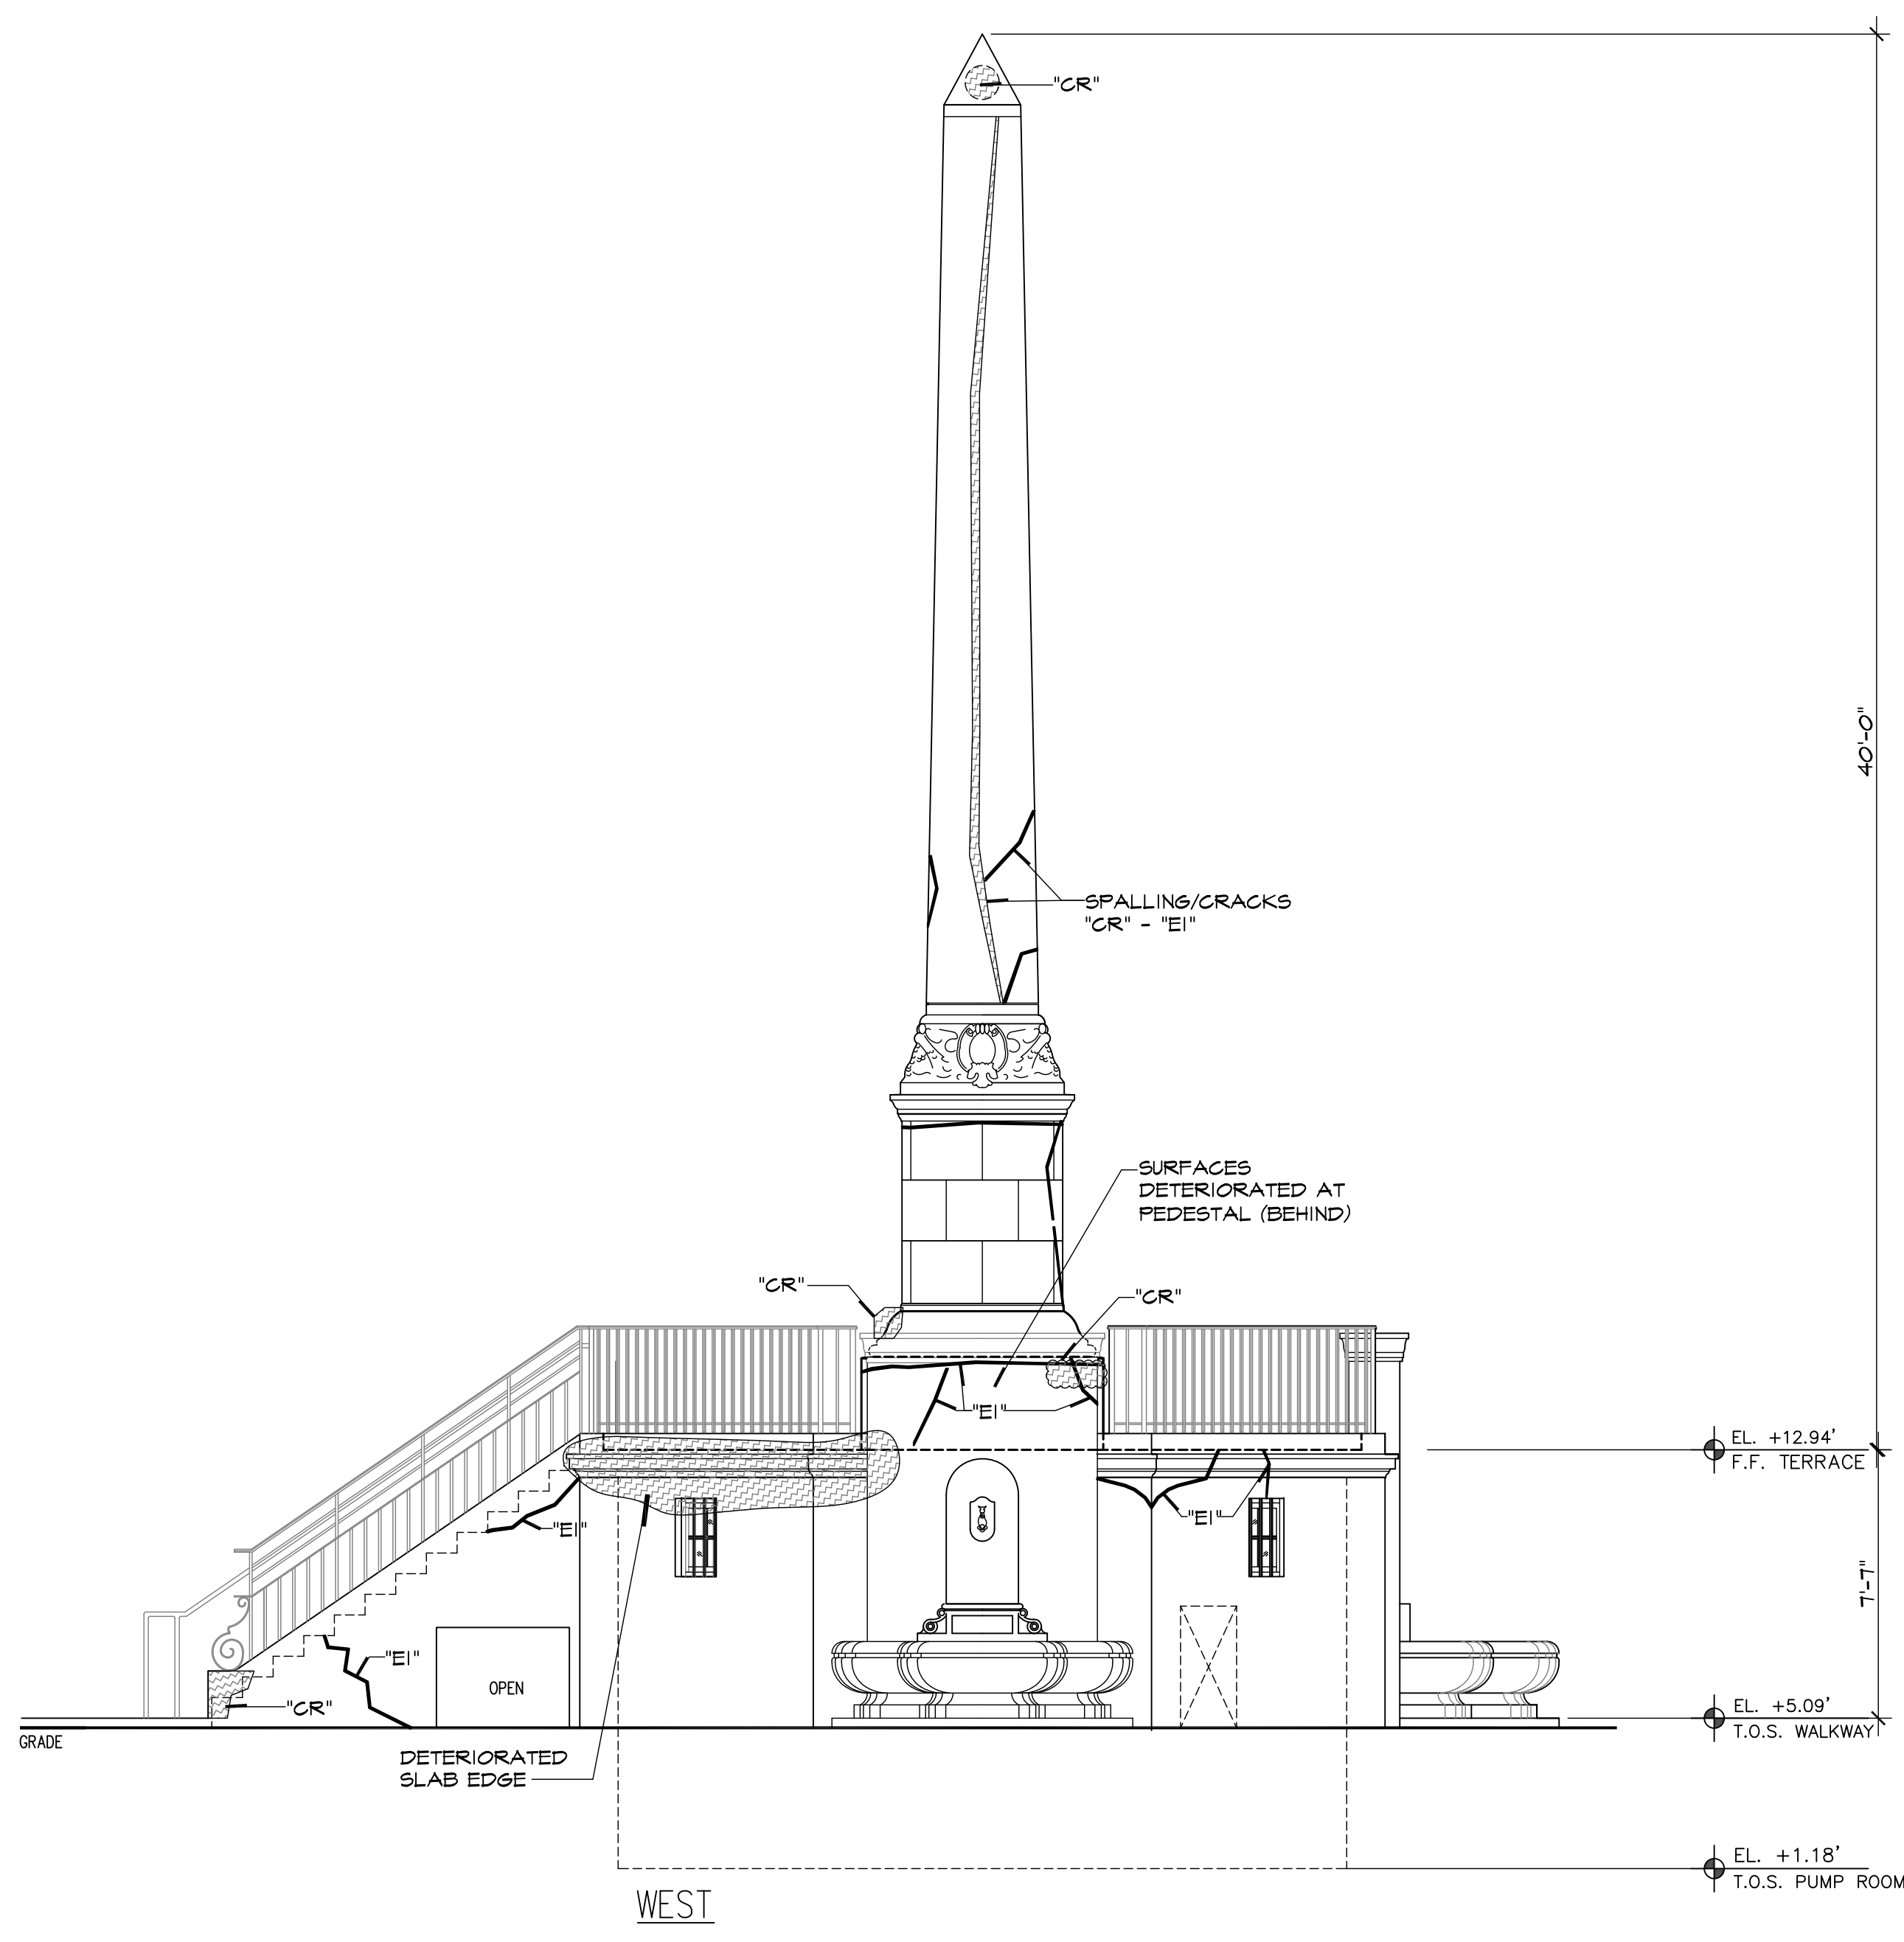 "CR"
40'-0"
SPALLING/CRACKS
"CR" - "EI"
SURFACES
DETERIORATED AT
PEDESTAL (BEHIND)
"CR"
"CR"
"EI"
EL. +12.94'
F.F. TERRACE
"EI"
"EI"
7'-7"
"EI"
OPEN
"CR"
EL. +5.09'
T.O.S. WALKWAY
GRADE
DETERIORATED
SLAB EDGE
EL. +1.18'
T.O.S. PUMP ROOM
WEST